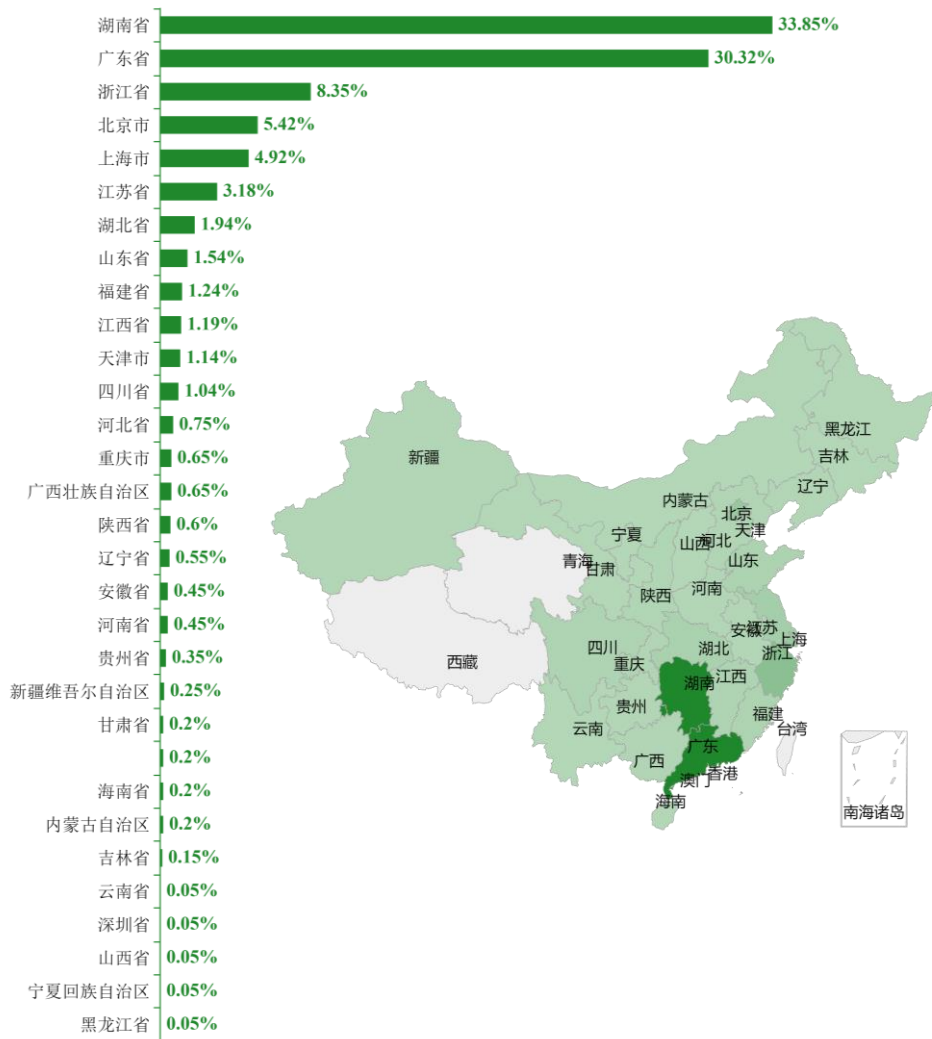 湖南省 33.85%
广东省 30.32%
浙江省 8.35%
北京市 5.42%
上海市 4.92%
江苏省 3.18%
湖北省 1.94%
山东省 1.54%
福建省 1.24%
江西省 1.19%
天津市 1.14%
四川省 1.04%
河北省 0.75%
重庆市 0.65%
广西壮族自治区 0.65%
陕西省 0.6%
辽宁省 0.55%
安徽省 0.45%
河南省 0.45%
贵州省 0.35%
新疆维吾尔自治区 0.25%
甘肃省 0.2%
0.2%
海南省 0.2%
内蒙古自治区 0.2%
吉林省 0.15%
云南省 0.05%
深圳省 0.05%
山西省 0.05%
宁夏回族自治区 0.05%
黑龙江省 0.05%
黑龙江
吉林
新疆
辽宁
内蒙古
北京
天津
宁夏
山西
河北
青海
甘肃
山东
河南
陕西
安徽
江苏
上海
四川
湖北
浙江
重庆
西藏
湖南
江西
贵州
福建
云南
台湾
广东
广西
香港
澳门
海南
南海诸岛